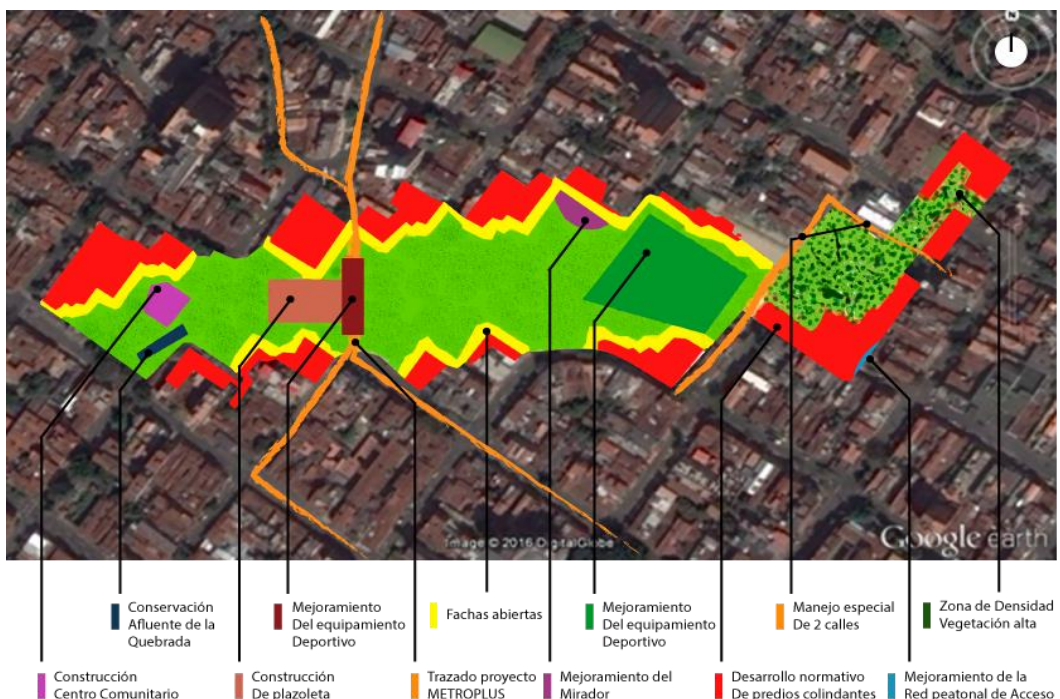 Image © 2016 DigitalGlobe
Google earth
Conservación
Afluente de la
Quebrada
Mejoramiento
Del equipamiento
Deportivo
Fachas abiertas
Mejoramiento
Del equipamiento
Deportivo
Manejo especial
De 2 calles
Zona de Densidad
Vegetación alta
Construcción
Centro Comunitario
Construcción
De plazoleta
Trazado proyecto
METROPLUS
Mejoramiento del
Mirador
Desarrollo normativo
De predios colindantes
Mejoramiento de la
Red peatonal de Acceso